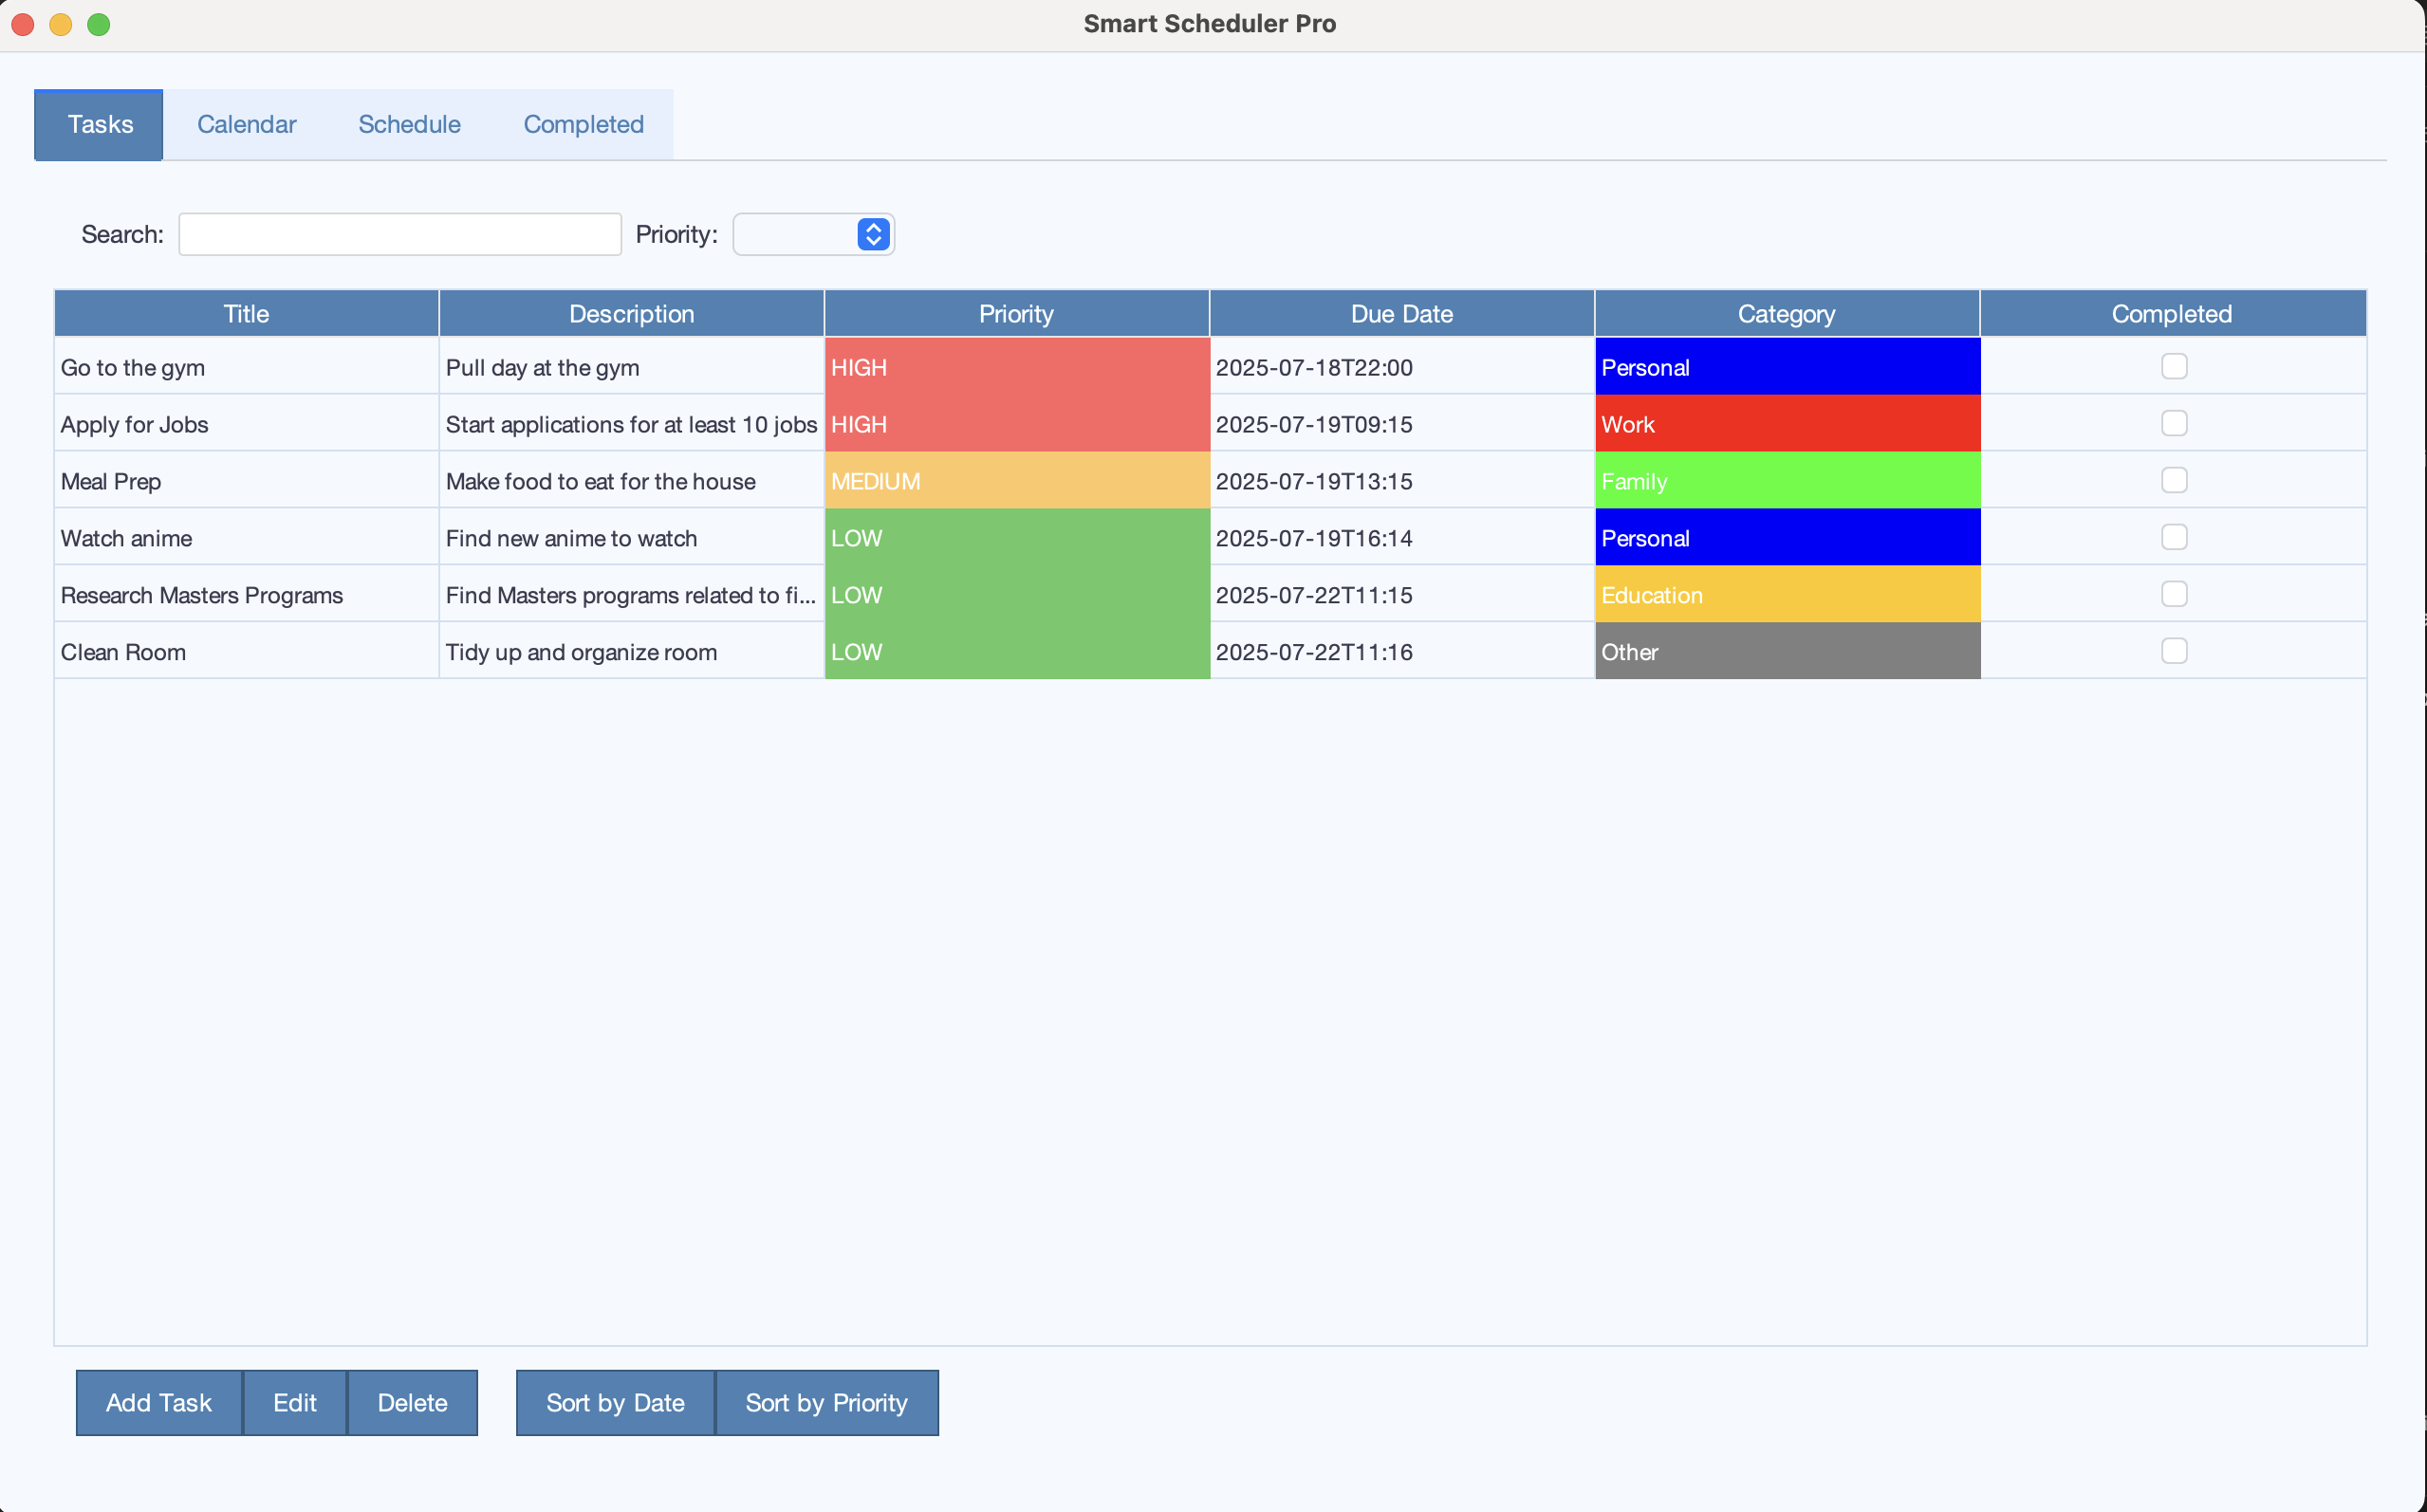 Smart Scheduler Pro
Tasks Calendar Schedule Completed
Search: Priority:
Title Description Priority Due Date Category Completed
Go to the gym Pull day at the gym HIGH 2025-07-18T22:00 Personal
Apply for Jobs Start applications for at least 10 jobs HIGH 2025-07-19T09:15 Work
Meal Prep Make food to eat for the house MEDIUM 2025-07-19T13:15 Family
Watch anime Find new anime to watch LOW 2025-07-19T16:14 Personal
Research Masters Programs Find Masters programs related to fi... LOW 2025-07-22T11:15 Education
Clean Room Tidy up and organize room LOW 2025-07-22T11:16 Other
Add Task Edit Delete Sort by Date Sort by Priority